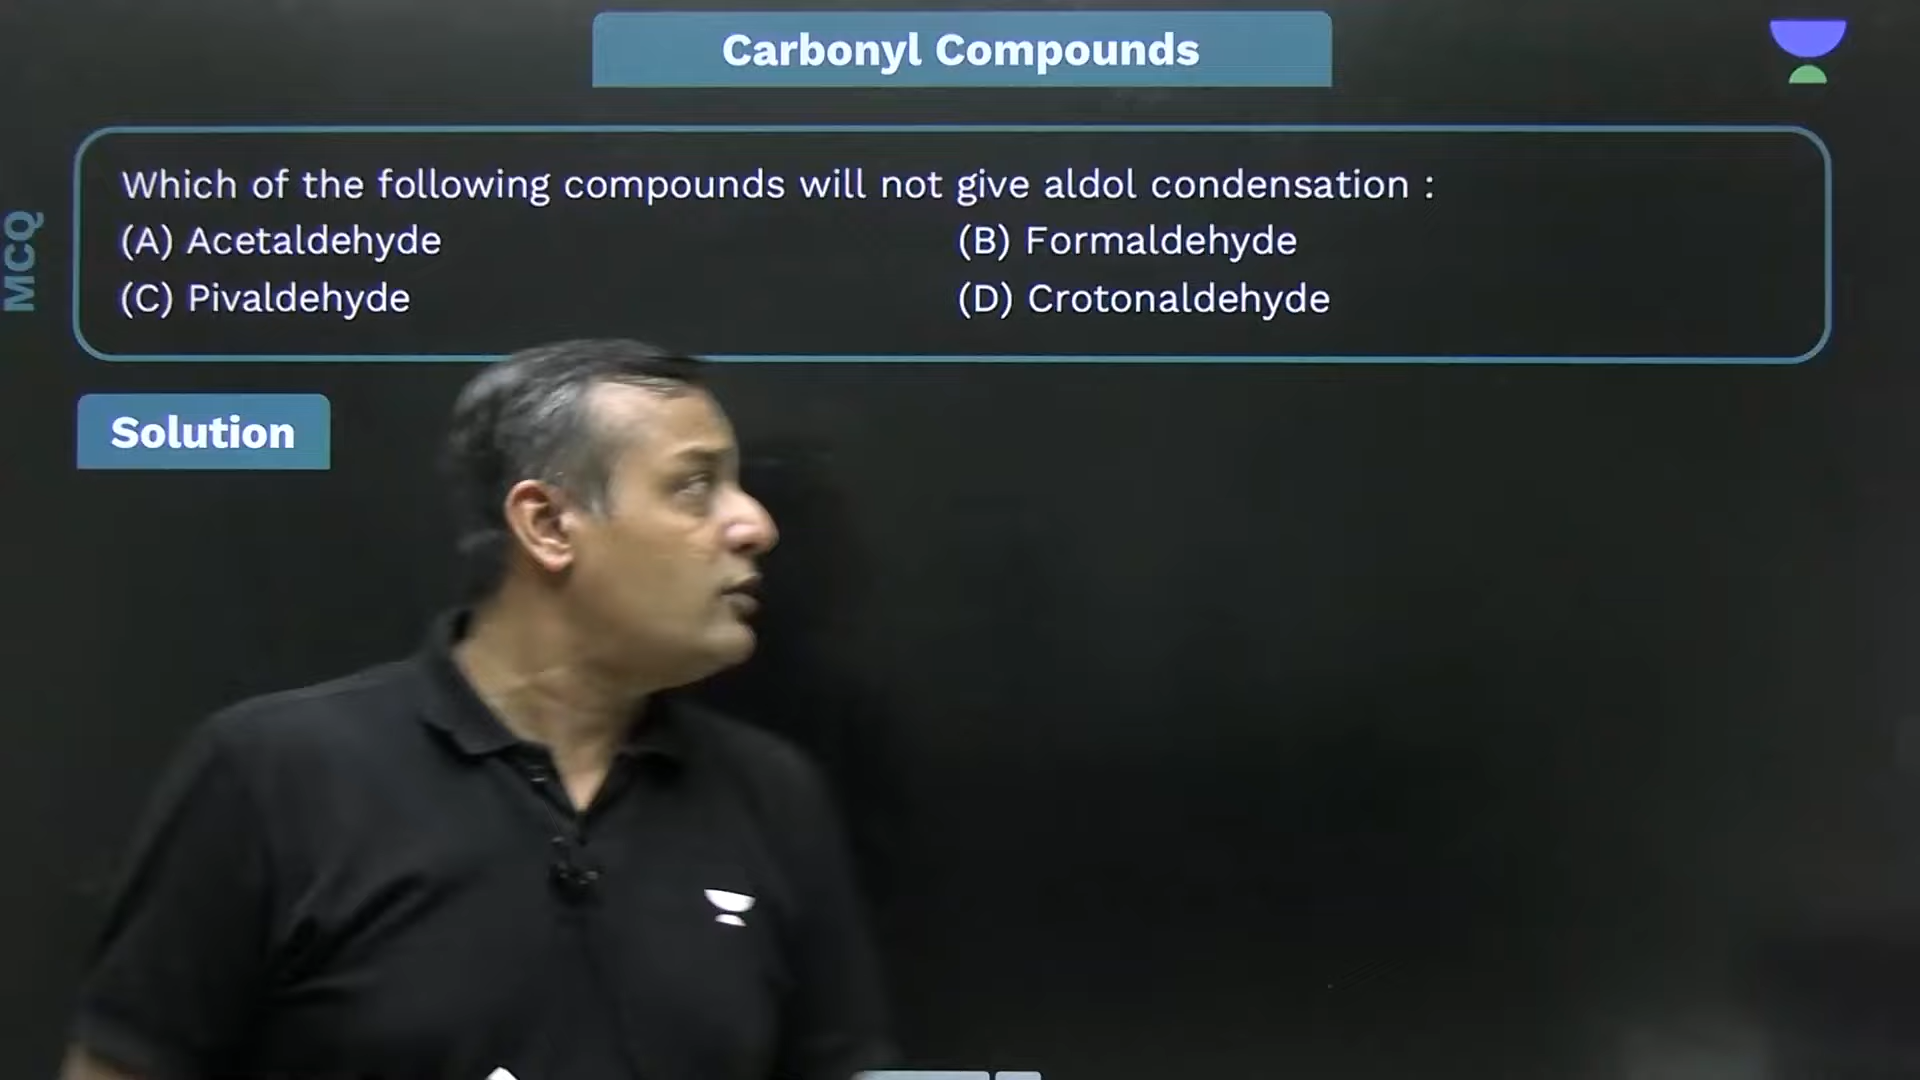 Carbonyl Compounds
MCQ
Which of the following compounds will not give aldol condensation :
(A) Acetaldehyde (B) Formaldehyde
(C) Pivaldehyde (D) Crotonaldehyde
Solution